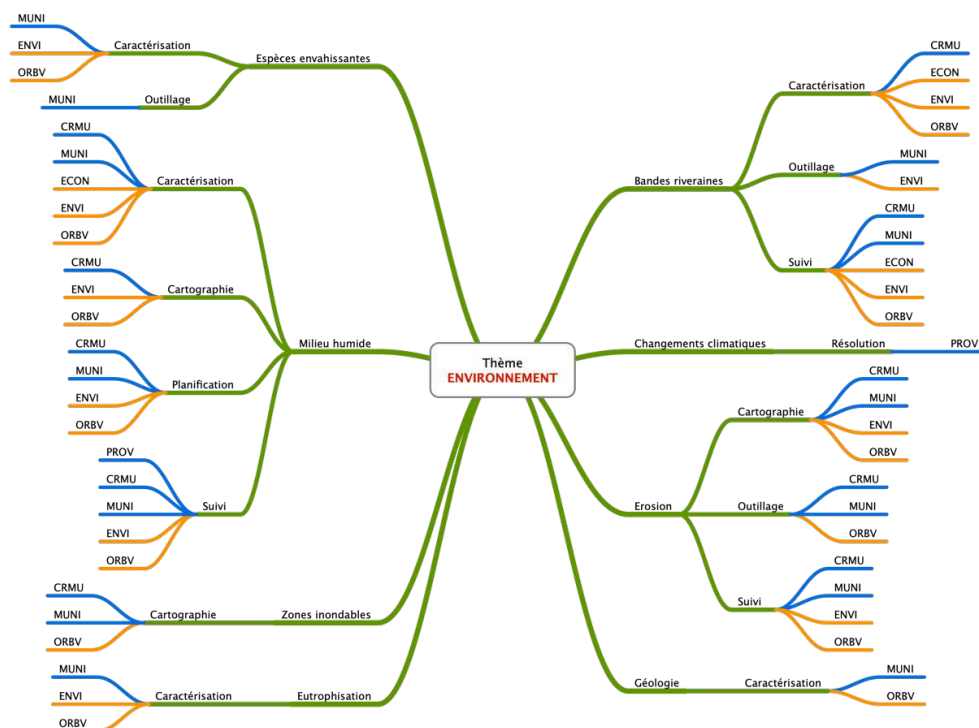 Thème
ENVIRONNEMENT
Espèces envahissantes
Caractérisation
MUNI
ENVI
ORBV
Outillage
MUNI
Milieu humide
Caractérisation
CRMU
MUNI
ECON
ENVI
ORBV
Cartographie
CRMU
ENVI
ORBV
Planification
CRMU
MUNI
ENVI
ORBV
Suivi
PROV
CRMU
MUNI
ENVI
ORBV
Zones inondables
Cartographie
CRMU
MUNI
ORBV
Eutrophisation
Caractérisation
MUNI
ENVI
ORBV
Bandes riveraines
Caractérisation
CRMU
ECON
ENVI
ORBV
Outillage
MUNI
ENVI
Suivi
CRMU
MUNI
ECON
ENVI
ORBV
Changements climatiques
Résolution
PROV
Erosion
Cartographie
CRMU
MUNI
ENVI
ORBV
Outillage
CRMU
MUNI
ORBV
Suivi
CRMU
MUNI
ENVI
ORBV
Géologie
Caractérisation
MUNI
ORBV